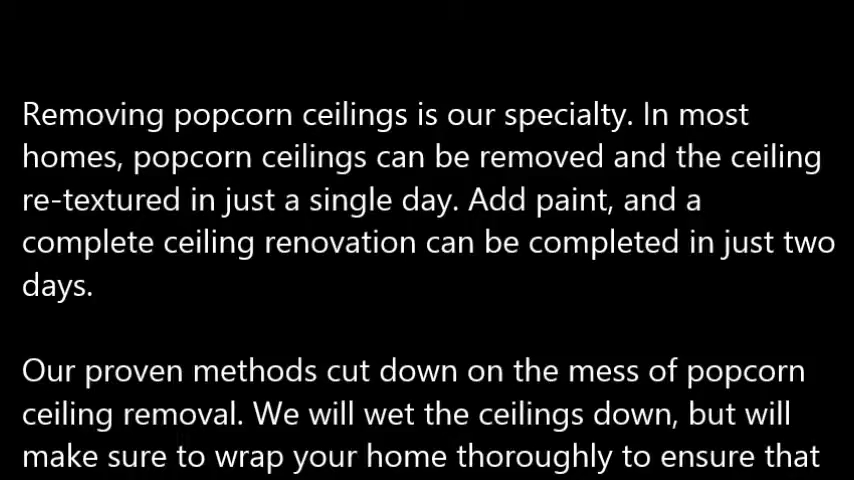 Removing popcorn ceilings is our specialty. In most
homes, popcorn ceilings can be removed and the ceiling
re-textured in just a single day. Add paint, and a
complete ceiling renovation can be completed in just two
days.
Our proven methods cut down on the mess of popcorn
ceiling removal. We will wet the ceilings down, but will
make sure to wrap your home thoroughly to ensure that